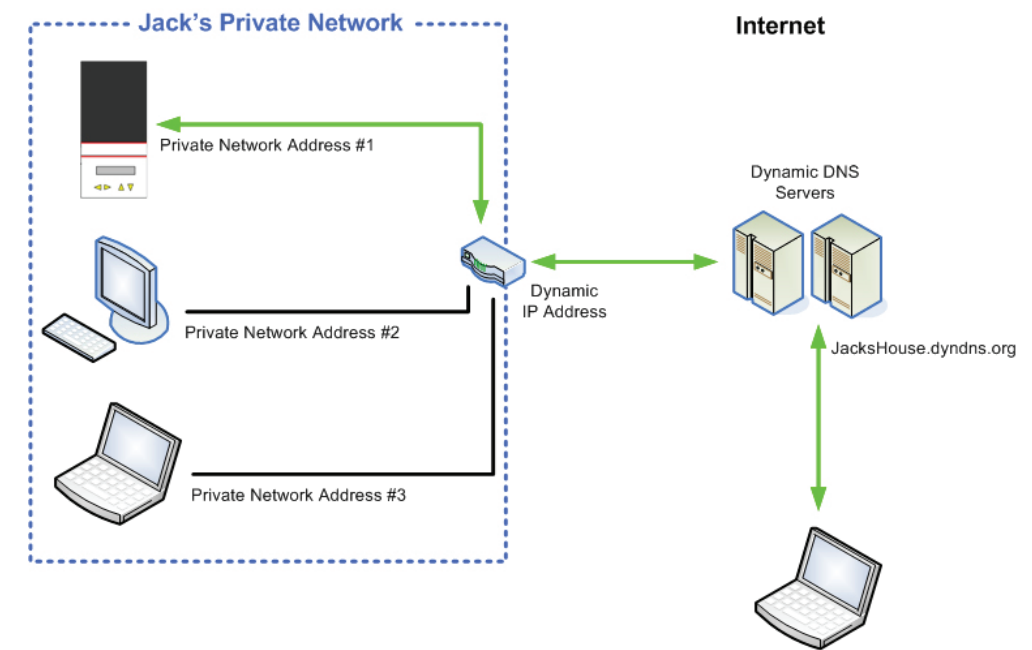 Jack's Private Network
Internet
Private Network Address #1
Dynamic DNS
Servers
Dynamic
IP Address
Private Network Address #2
JacksHouse.dyndns.org
Private Network Address #3